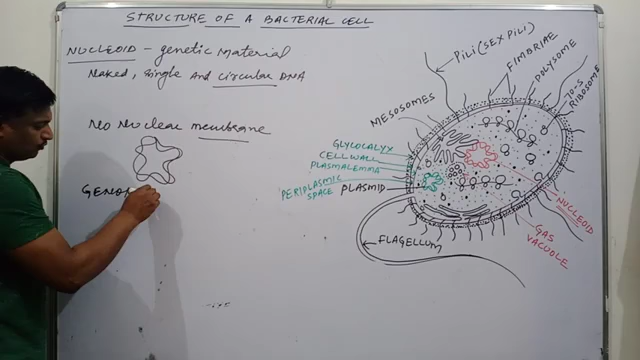 STRUCTURE OF A BACTERIAL CELL
NUCLEOID - genetic Material
Naked, single And circular DNA
No Nuclear membrane
GENO
PILI (SEX PILI)
FIMBRIAE
POLYSOME
70-S RIBOSOME
MESOSOMES
GLYCOCALYX
CELL WALL
PLASMALEMMA
PERIPLASMIC SPACE
PLASMID
NUCLEOID
GAS VACUOLE
FLAGELLUM